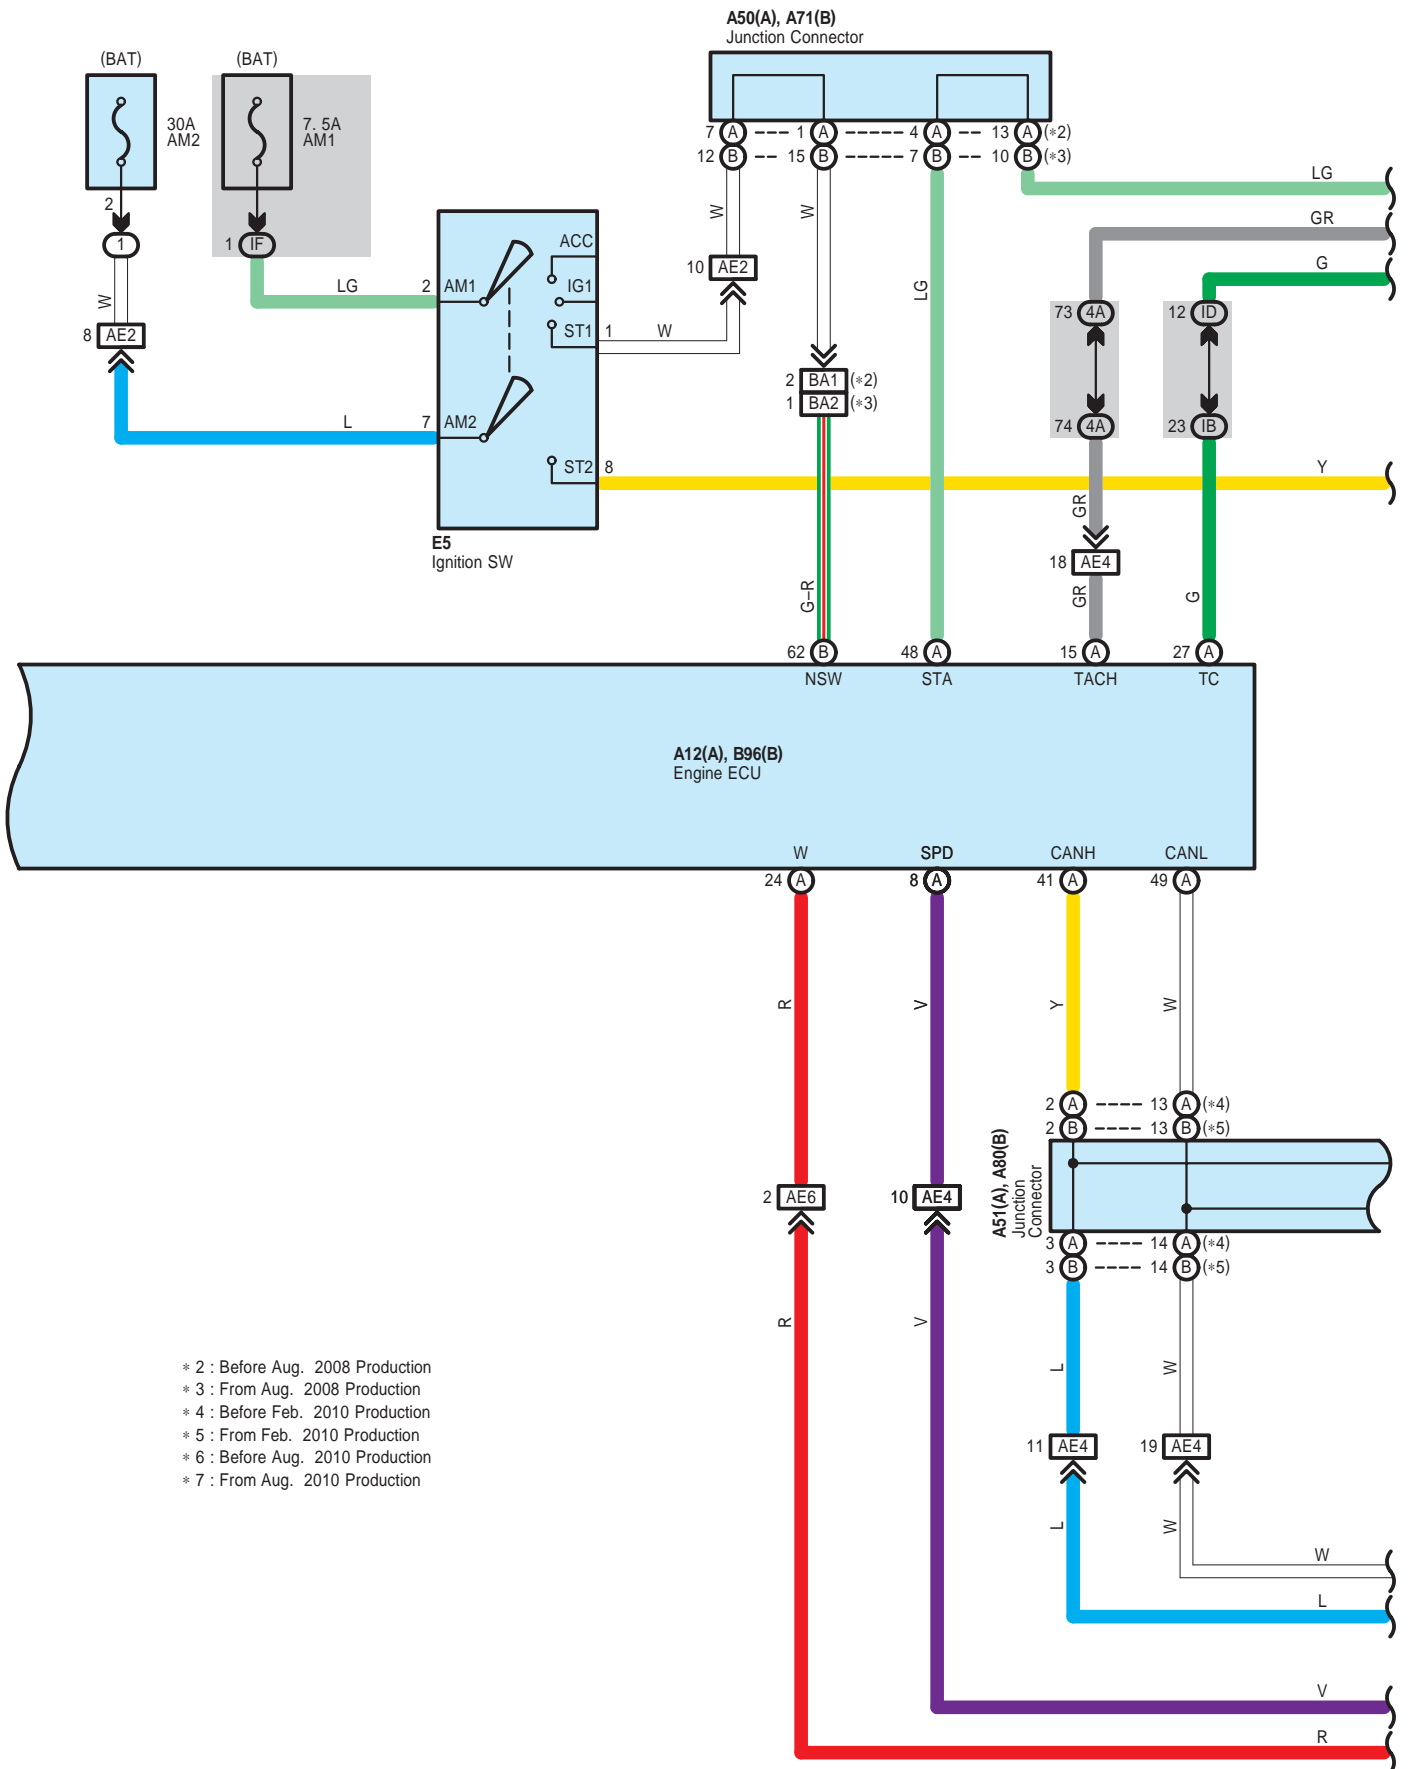 A50(A), A71(B)
Junction Connector
(BAT)
(BAT)
30A
AM2
7. 5A
AM1
7 A 1 A 4 A 13 A (*2)
12 B 15 B 7 B 10 B (*3)
LG
GR
G
2
1
1 IF
W
W
W
LG
10 AE2
8 AE2
LG
2 AM1
ACC
IG1
ST1 1
W
73 4A
12 ID
2 BA1 (*2)
1 BA2 (*3)
L
7 AM2
74 4A
23 IB
ST2 8
Y
E5
Ignition SW
GR
18 AE4
G–R
GR
G
62 B
48 A
15 A
27 A
NSW
STA
TACH
TC
A12(A), B96(B)
Engine ECU
W
SPD
CANH
CANL
24 A
8 A
41 A
49 A
R
V
Y
W
2 A 13 A (*4)
2 B 13 B (*5)
A51(A), A80(B)
Junction
Connector
2 AE6
10 AE4
3 A 14 A (*4)
3 B 14 B (*5)
R
V
L
W
* 2 : Before Aug. 2008 Production
* 3 : From Aug. 2008 Production
* 4 : Before Feb. 2010 Production
* 5 : From Feb. 2010 Production
* 6 : Before Aug. 2010 Production
* 7 : From Aug. 2010 Production
11 AE4
19 AE4
L
W
W
L
V
R